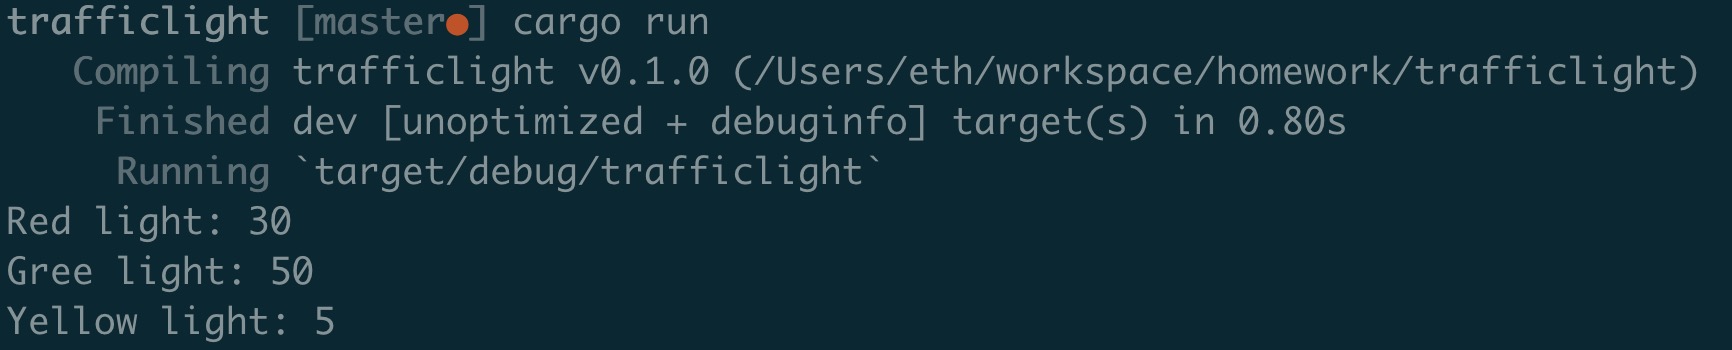 trafficlight [master●] cargo run
Compiling trafficlight v0.1.0 (/Users/eth/workspace/homework/trafficlight)
Finished dev [unoptimized + debuginfo] target(s) in 0.80s
Running `target/debug/trafficlight`
Red light: 30
Gree light: 50
Yellow light: 5